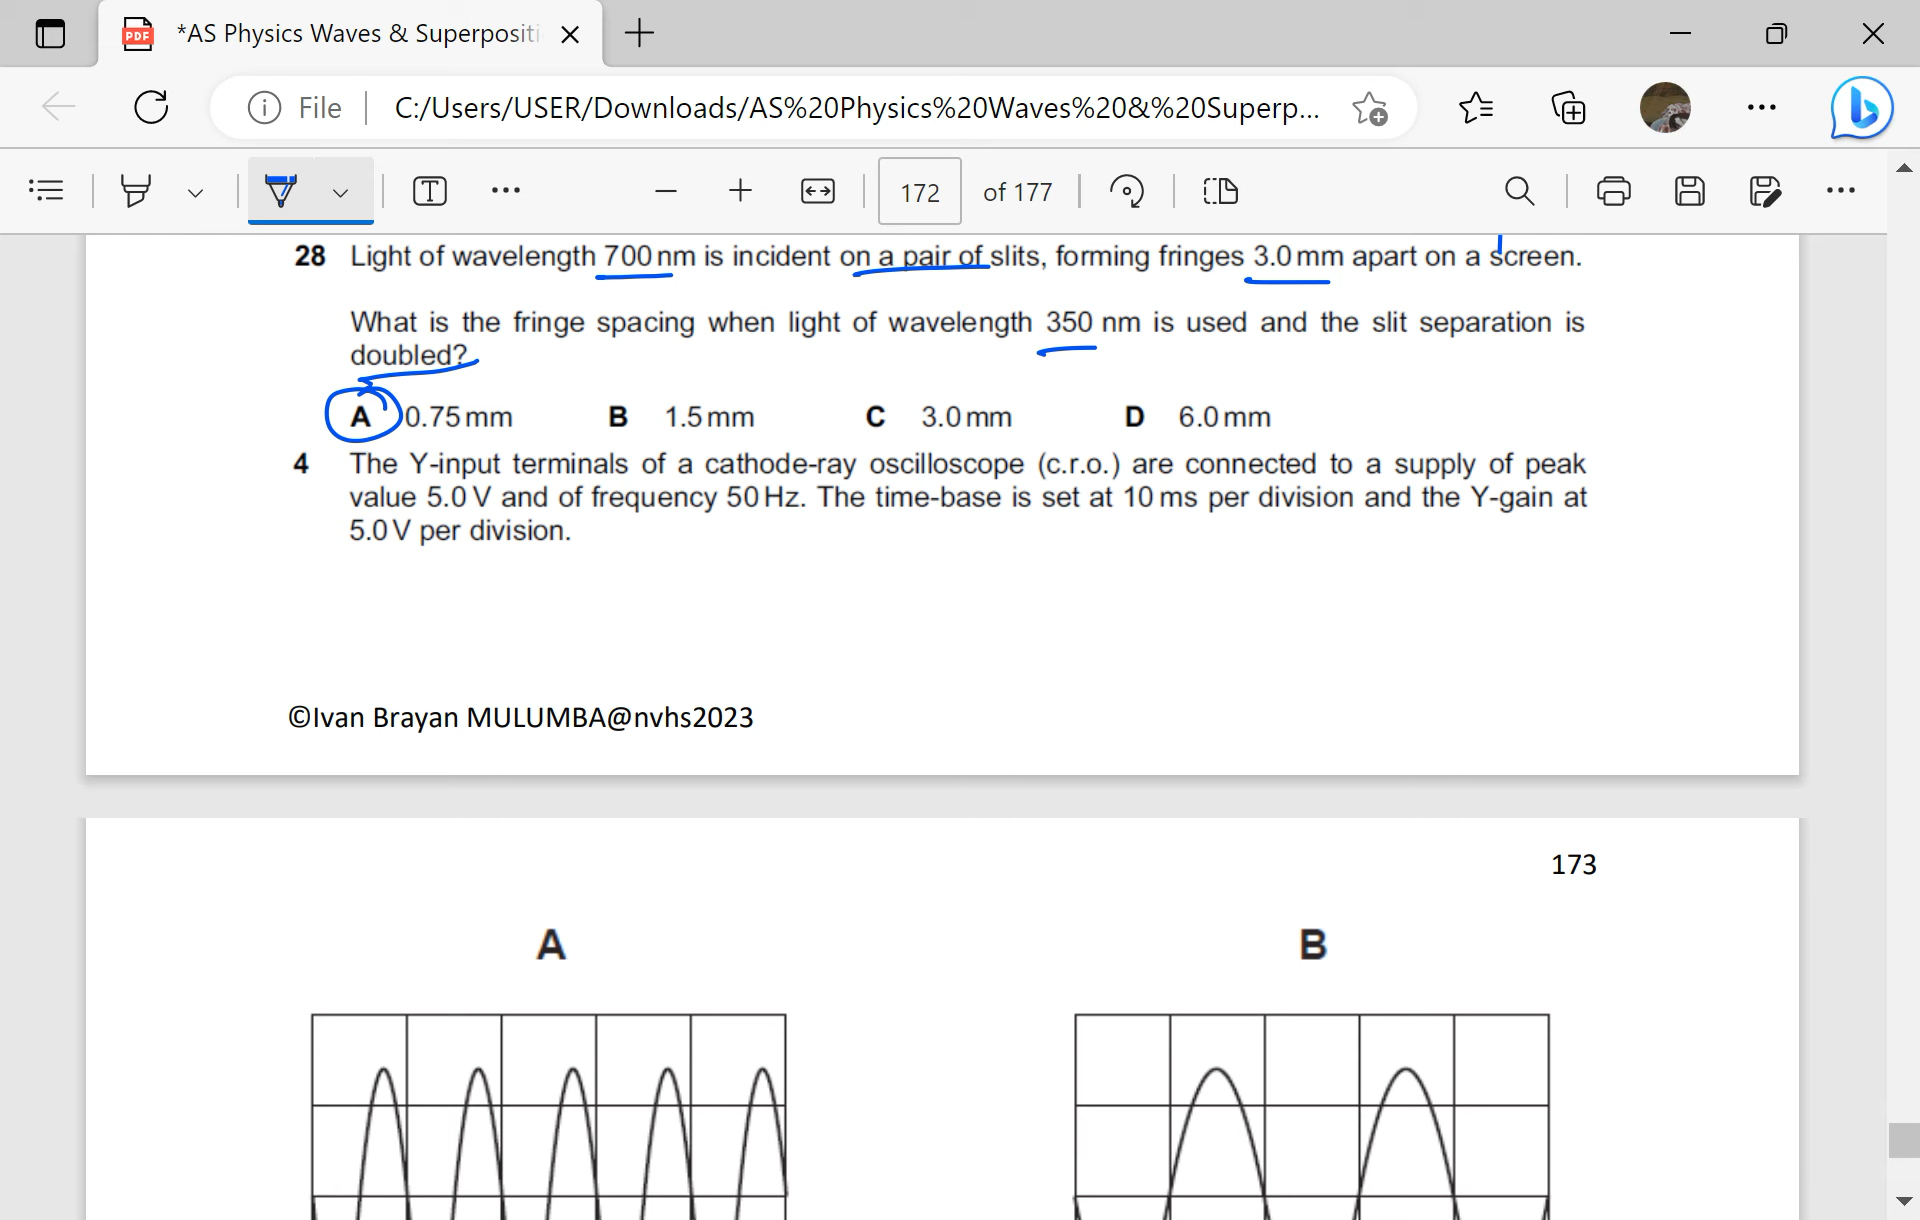 *AS Physics Waves & Superpositi
File
C:/Users/USER/Downloads/AS%20Physics%20Waves%20&%20Superp...
172 of 177
28 Light of wavelength 700 nm is incident on a pair of slits, forming fringes 3.0 mm apart on a screen.
What is the fringe spacing when light of wavelength 350 nm is used and the slit separation is
doubled?
A 0.75 mm B 1.5 mm C 3.0 mm D 6.0 mm
4 The Y-input terminals of a cathode-ray oscilloscope (c.r.o.) are connected to a supply of peak
value 5.0 V and of frequency 50 Hz. The time-base is set at 10 ms per division and the Y-gain at
5.0 V per division.
©Ivan Brayan MULUMBA@nvhs2023
173
A B